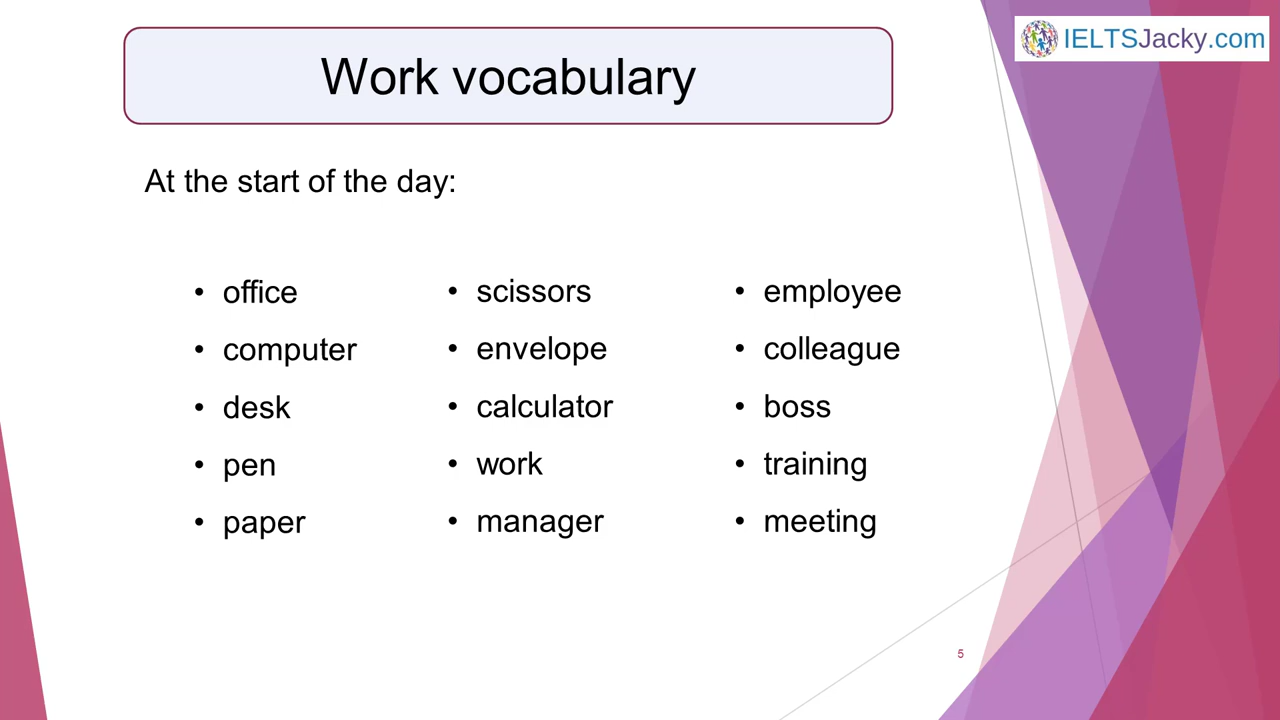 IELTSJacky.com
Work vocabulary
At the start of the day:
• office
• computer
• desk
• pen
• paper
• scissors
• envelope
• calculator
• work
• manager
• employee
• colleague
• boss
• training
• meeting
5